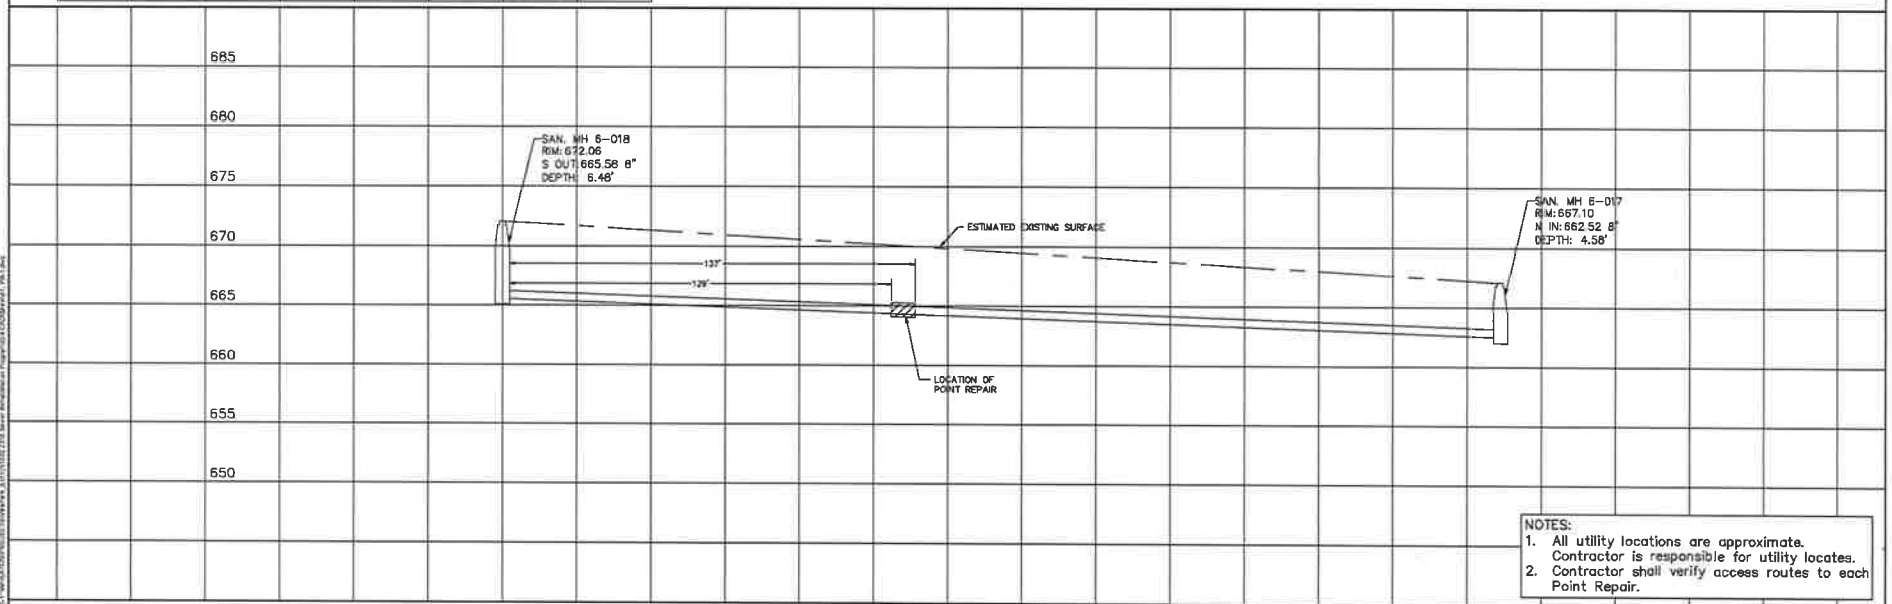 685
680
SAN. MH 6-018
RIM: 672.06
S OUT: 665.58 8"
DEPTH: 6.48'
675
SAN. MH 6-017
RIM: 667.10
N IN: 662.52 8"
DEPTH: 4.58'
ESTIMATED EXISTING SURFACE
670
137'
129'
665
660
LOCATION OF
POINT REPAIR
655
650
NOTES:
1. All utility locations are approximate.
Contractor is responsible for utility locates.
2. Contractor shall verify access routes to each
Point Repair.